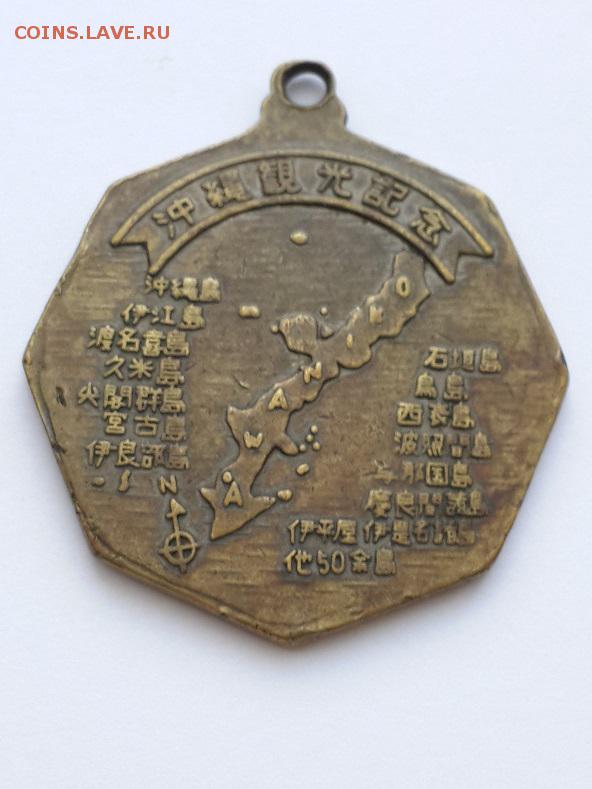 COINS.LAVE.RU
沖縄観光記念
沖縄島
伊江島
渡名喜島
久米島
尖閣群島
宮古島
伊良部島
石垣島
鳥島
西表島
波照間島
与那国島
慶良間諸島
伊平屋 伊是名諸島
他50余島
OKINAWA
N